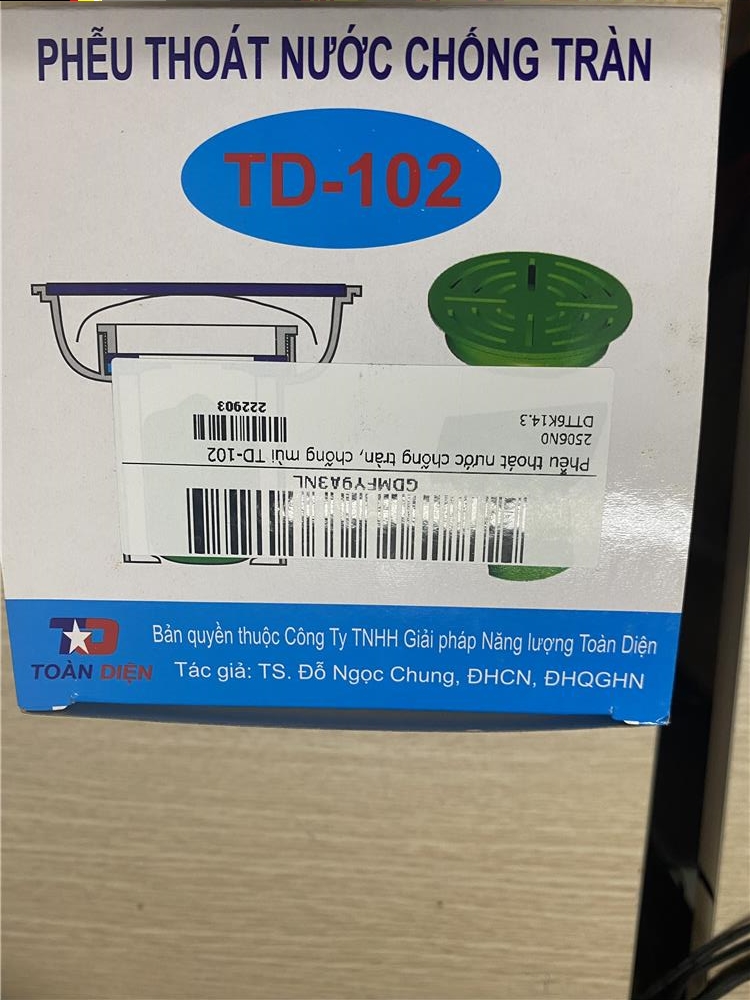 PHỄU THOÁT NƯỚC CHỐNG TRÀN
TD-102
GDMFY9A3NL
Phễu thoát nước chống tràn, chống mùi TD-102
2506N0
DTT6K14.3
222903
TD
TOÀN DIỆN
Bản quyền thuộc Công Ty TNHH Giải pháp Năng lượng Toàn Diện
Tác giả: TS. Đỗ Ngọc Chung, ĐHCN, ĐHQGHN